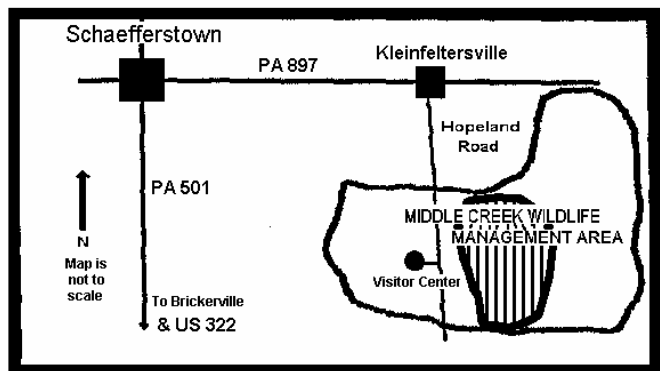 Schaefferstown
Kleinfeltersville
PA 897
Hopeland
Road
PA 501
MIDDLE CREEK WILDLIFE
MANAGEMENT AREA
N
Map is
not to
scale
Visitor Center
To Brickerville
& US 322